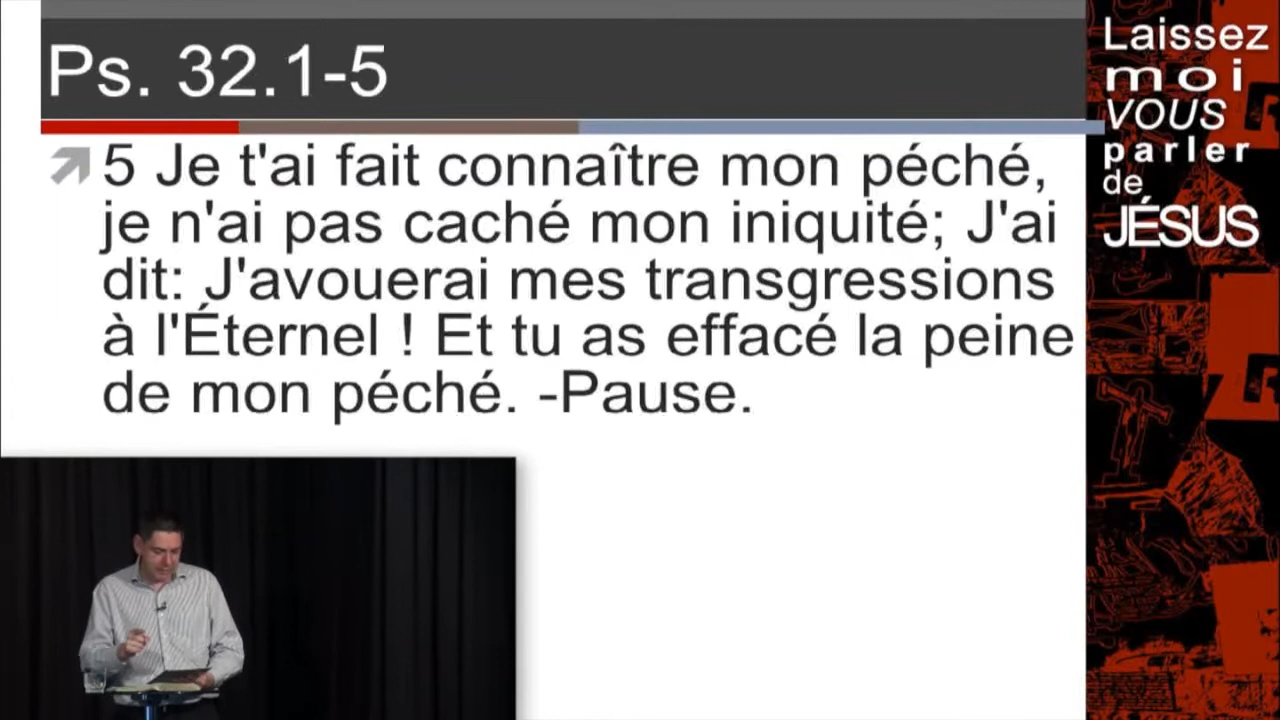 Ps. 32.1-5
5 Je t'ai fait connaître mon péché,
je n'ai pas caché mon iniquité; J'ai
dit: J'avouerai mes transgressions
à l'Éternel ! Et tu as effacé la peine
de mon péché. -Pause.
Laissez
moi
VOUS
parler
de
JÉSUS